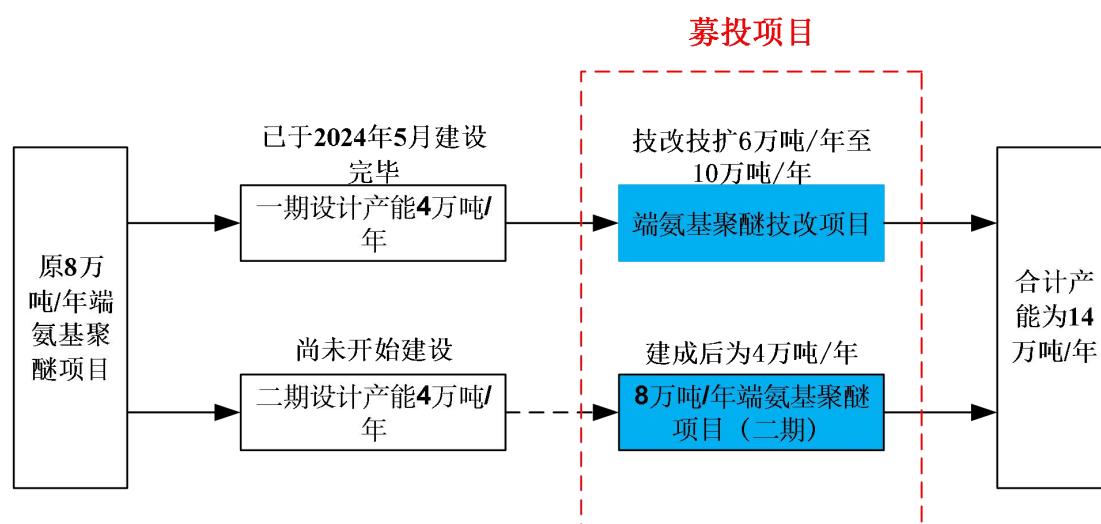 募投项目
已于2024年5月建设
完毕
技改技扩6万吨/年至
10万吨/年
一期设计产能4万吨/
年
端氨基聚醚技改项目
原8万
吨/年端
氨基聚
醚项目
合计产
能为14
万吨/年
尚未开始建设
建成后为4万吨/年
二期设计产能4万吨/
年
8万吨/年端氨基聚醚
项目（二期）